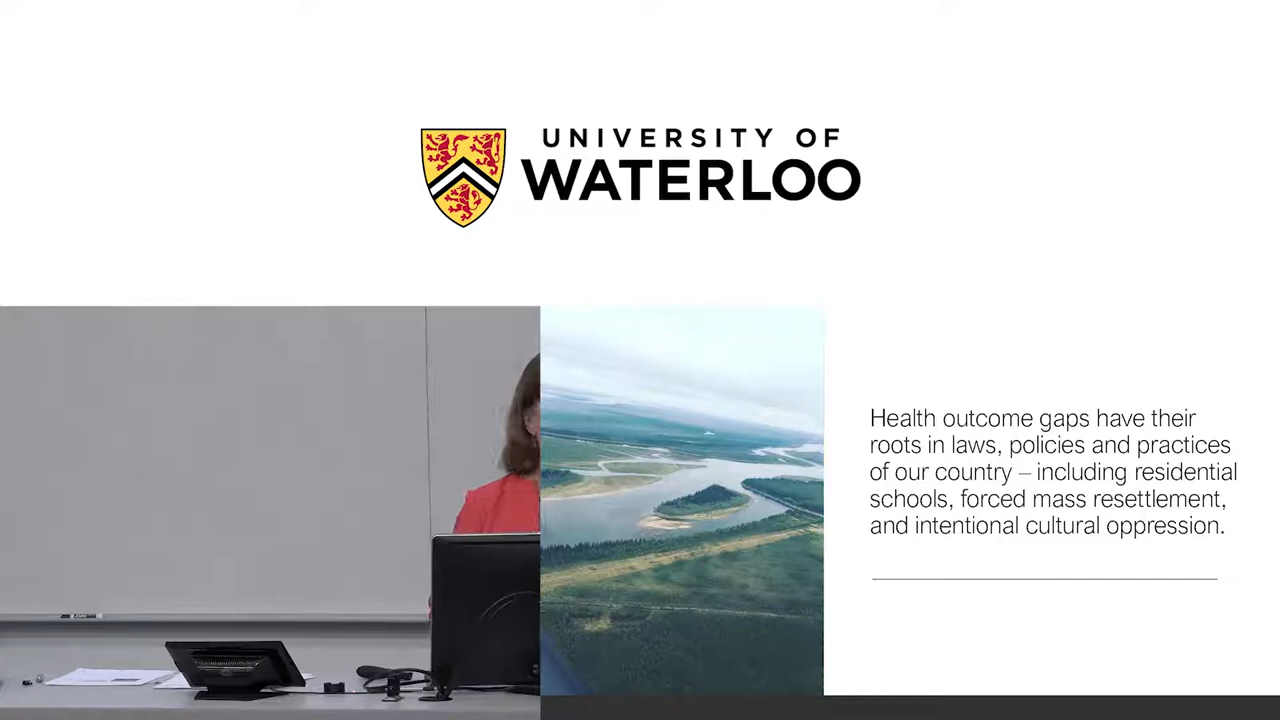 UNIVERSITY OF
WATERLOO
Health outcome gaps have their
roots in laws, policies and practices
of our country – including residential
schools, forced mass resettlement,
and intentional cultural oppression.